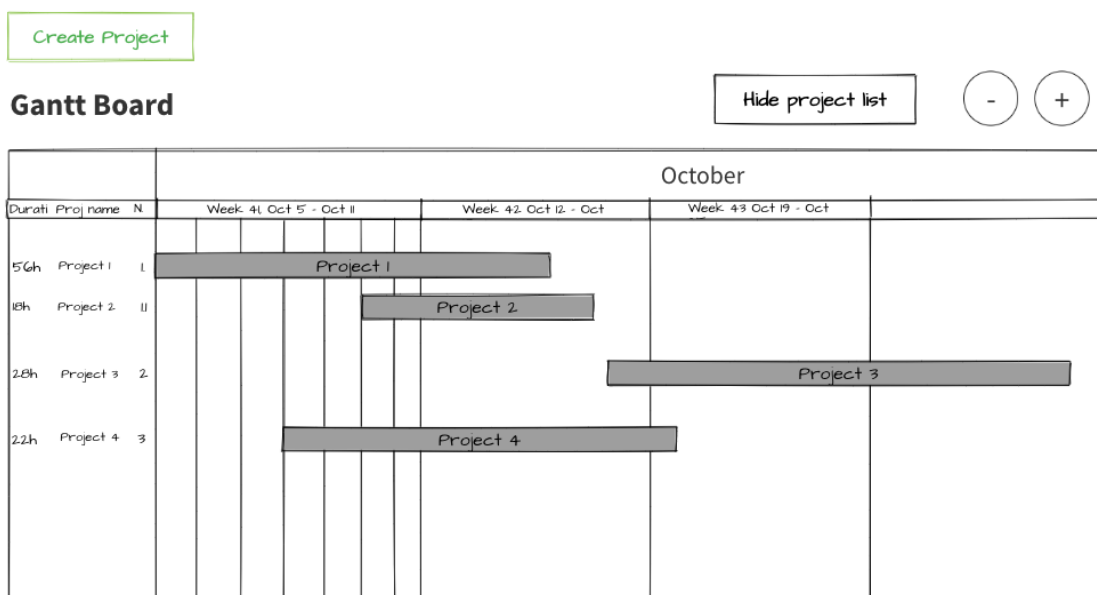 Create Project
Gantt Board
Hide project list
-
+
October
Durati Proj name N.
Week 41, Oct 5 - Oct 11
Week 42 Oct 12 - Oct
Week 43 Oct 19 - Oct
56h Project 1 1.
Project 1
18h Project 2 1.1
Project 2
28h Project 3 2
Project 3
22h Project 4 3
Project 4